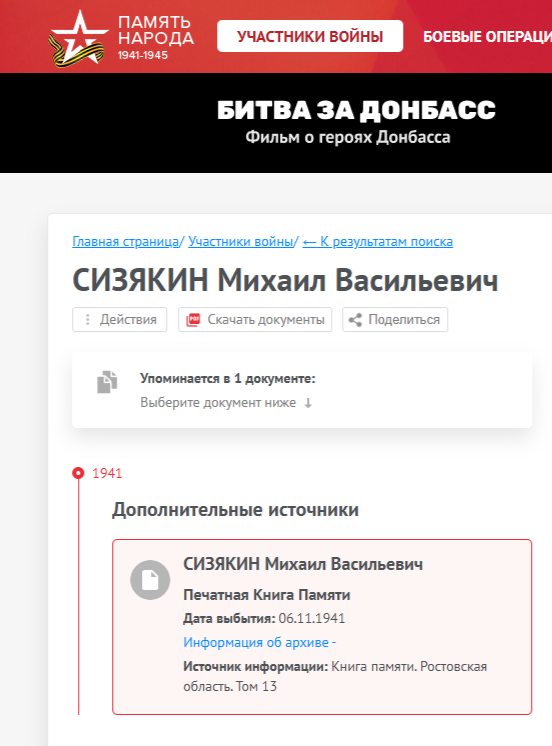 ПАМЯТЬ
НАРОДА
1941-1945
УЧАСТНИКИ ВОЙНЫ
БОЕВЫЕ ОПЕРАЦИ
БИТВА ЗА ДОНБАСС
Фильм о героях Донбасса
Главная страница/ Участники войны/ ← К результатам поиска
СИЗЯКИН Михаил Васильевич
Действия
PDF Скачать документы
Поделиться
Упоминается в 1 документе:
Выберите документ ниже ↓
1941
Дополнительные источники
СИЗЯКИН Михаил Васильевич
Печатная Книга Памяти
Дата выбытия: 06.11.1941
Информация об архиве -
Источник информации: Книга памяти. Ростовская
область. Том 13